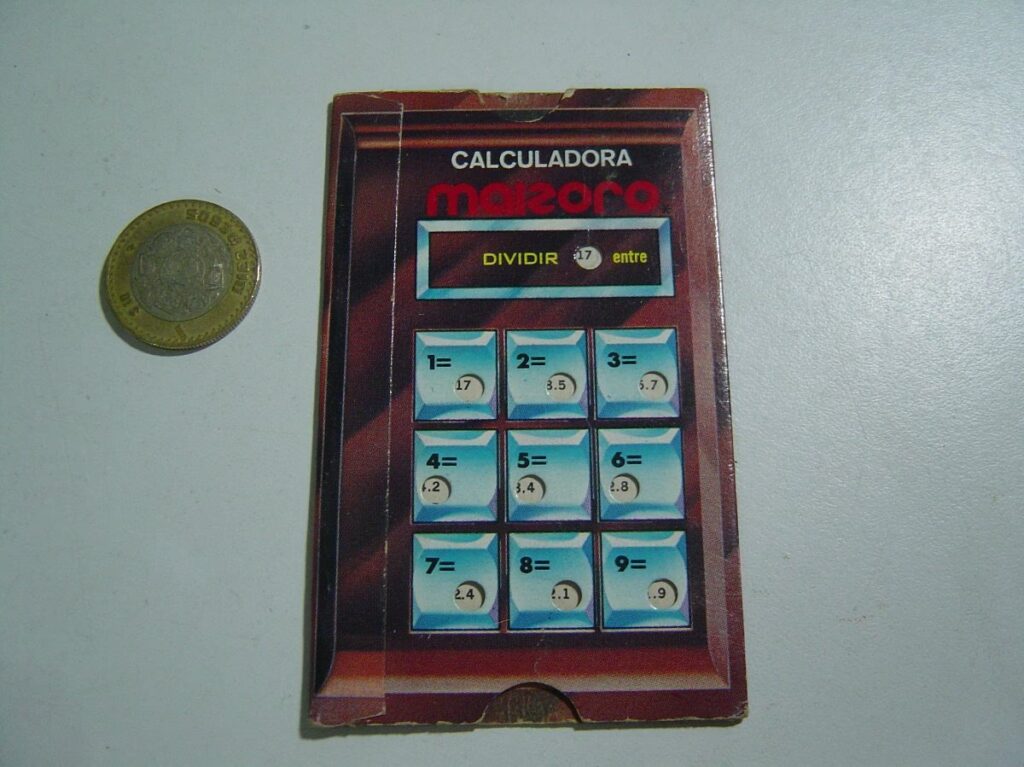 CALCULADORA
maizoro
DIVIDIR 17 entre
1= 2= 3=
17 8.5 5.7
4= 5= 6=
4.2 3.4 2.8
7= 8= 9=
2.4 2.1 1.9